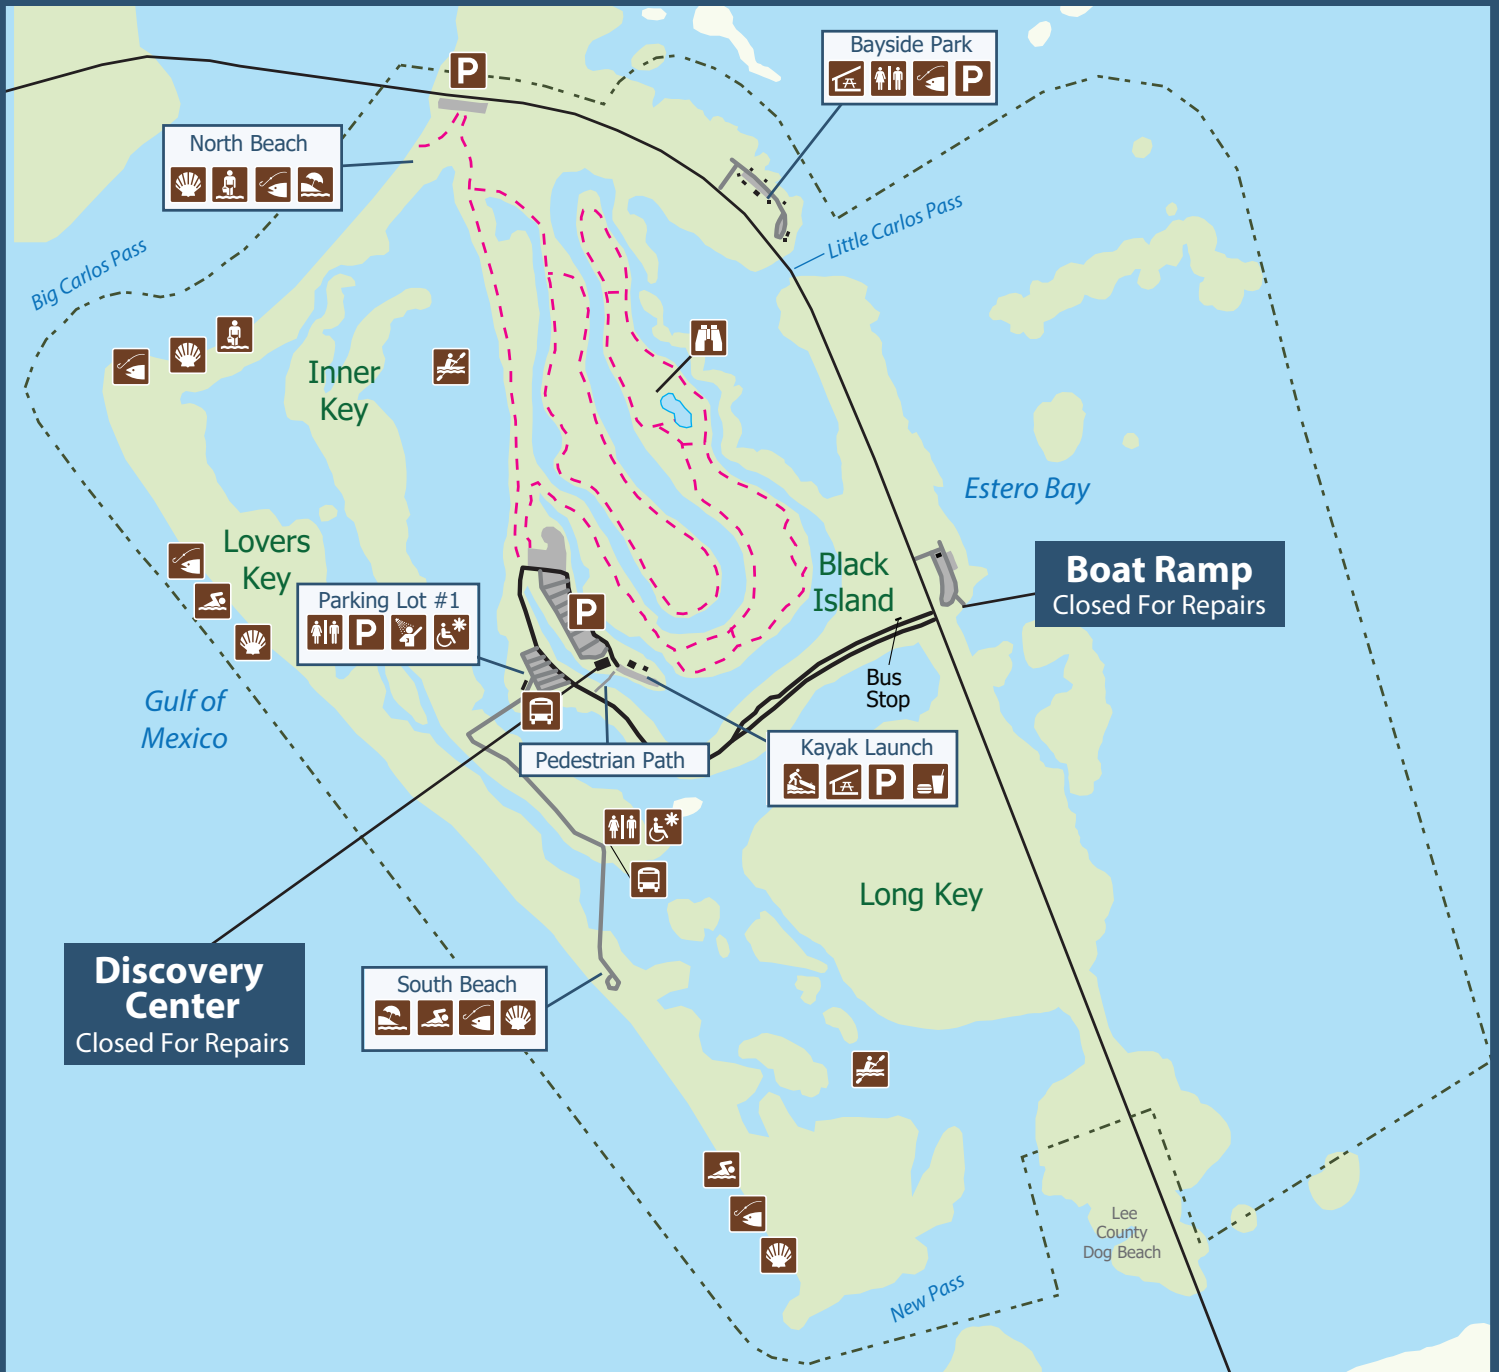 P
Bayside Park
P
North Beach
Little Carlos Pass
Big Carlos Pass
Inner
Key
Estero Bay
Lovers
Key
Black
Island
Boat Ramp
Closed For Repairs
Parking Lot #1
P
P
Bus
Stop
Gulf of
Mexico
Pedestrian Path
Kayak Launch
P
Long Key
Discovery
Center
Closed For Repairs
South Beach
Lee
County
Dog Beach
New Pass